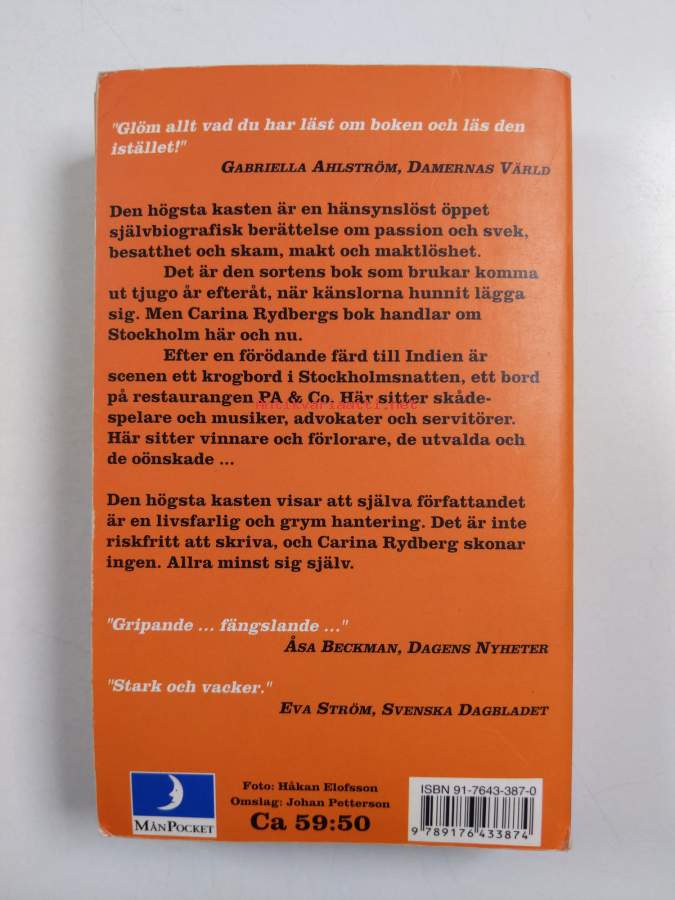 "Glöm allt vad du har läst om boken och läs den
istället!"
GABRIELLA AHLSTRÖM, DAMERNAS VÄRLD
Den högsta kasten är en hänsynslöst öppet
självbiografisk berättelse om passion och svek,
besatthet och skam, makt och maktlöshet.
Det är den sortens bok som brukar komma
ut tjugo år efteråt, när känslorna hunnit lägga
sig. Men Carina Rydbergs bok handlar om
Stockholm här och nu.
Efter en förödande färd till Indien är
scenen ett krogbord i Stockholmsnatten, ett bord
på restaurangen PA & Co. Här sitter skåde-
Antikvariaatti.net
spelare och musiker, advokater och servitörer.
Här sitter vinnare och förlorare, de utvalda och
de oönskade ...
Den högsta kasten visar att själva författandet
är en livsfarlig och grym hantering. Det är inte
riskfritt att skriva, och Carina Rydberg skonar
ingen. Allra minst sig själv.
"Gripande ... fängslande ..."
ÅSA BECKMAN, DAGENS NYHETER
"Stark och vacker."
EVA STRÖM, SVENSKA DAGBLADET
MÅNPOCKET
Foto: Håkan Elofsson
Omslag: Johan Petterson
Ca 59:50
ISBN 91-7643-387-0
9 789176 433874